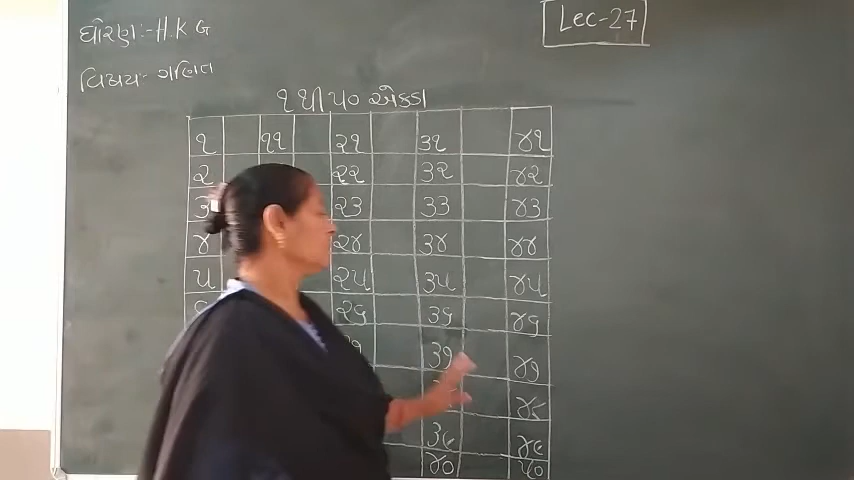 ધોરણ:-H.K G
Lec-27
વિષય:- ગણિત
૧ થી ૫૦ એકડા
૧ ૧૧ ૨૧ ૩૧ ૪૧
૨ ૨૨ ૩૨ ૪૨
૩ ૨૩ ૩૩ ૪૩
૪ ૨૪ ૩૪ ૪૪
૫ ૨૫ ૩૫ ૪૫
૨૬ ૩૬ ૪૬
૩૭ ૪૭
૪૮
૩૯ ૪૯
૪૦ ૫૦